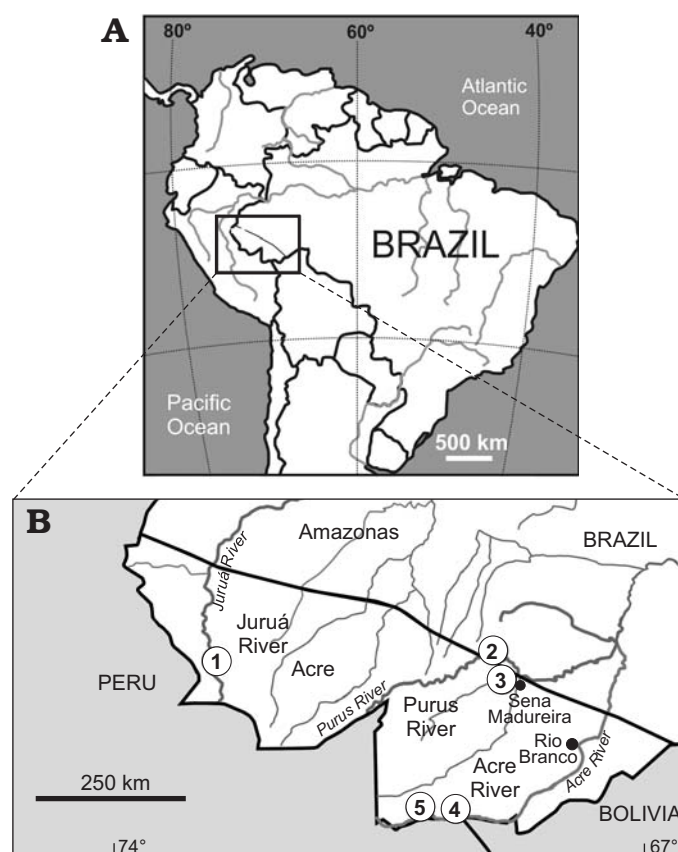 A
80º
60º
40º
Atlantic
Ocean
BRAZIL
Pacific
Ocean
500 km
B
Amazonas
BRAZIL
Juruá River
Juruá
River
2
1
Acre
3
PERU
Sena
Madureira
Purus River
Purus
River
Rio
Branco
250 km
Acre
River
Acre River
5
4
BOLIVIA
74°
67°